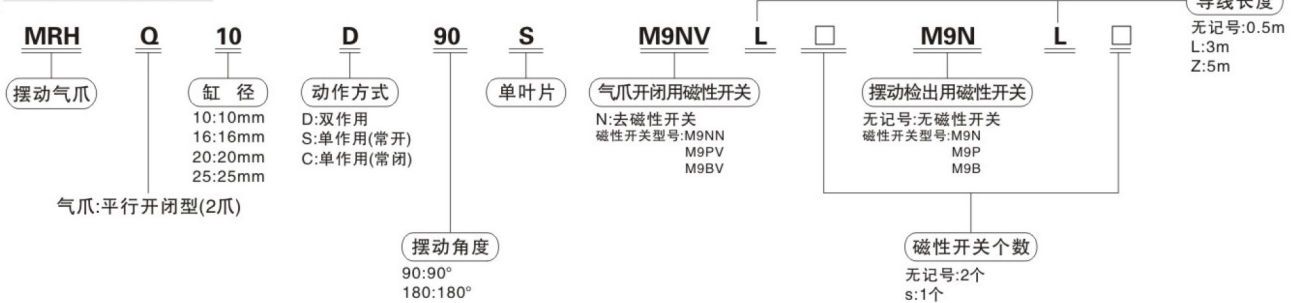 导线长度
MRH Q 10 D 90 S M9NV L □ M9N L □
无记号:0.5m
L:3m
Z:5m
摆动气爪
缸 径
10:10mm
16:16mm
20:20mm
25:25mm
动作方式
D:双作用
S:单作用(常开)
C:单作用(常闭)
单叶片
气爪开闭用磁性开关
N:去磁性开关
磁性开关型号:M9NN
M9PV
M9BV
摆动检出用磁性开关
无记号:无磁性开关
磁性开关型号:M9N
M9P
M9B
气爪:平行开闭型(2爪)
摆动角度
90:90°
180:180°
磁性开关个数
无记号:2个
s:1个